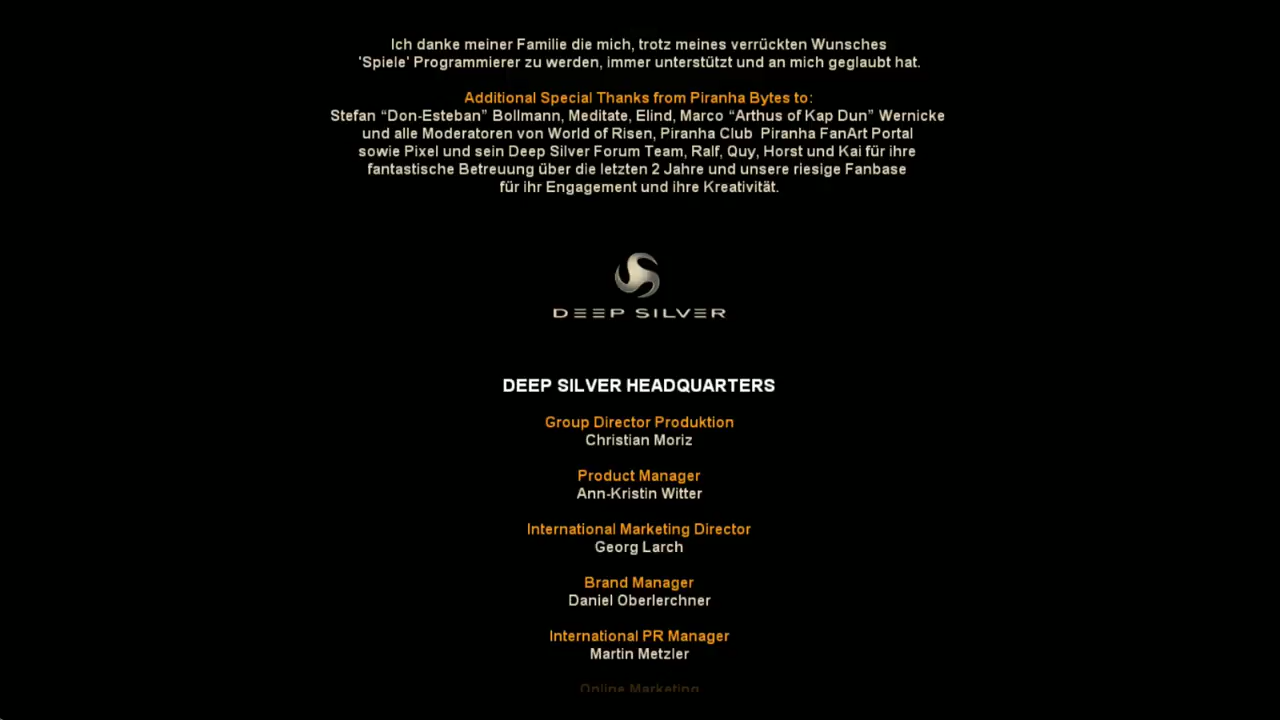 Ich danke meiner Familie die mich, trotz meines verrückten Wunsches
'Spiele' Programmierer zu werden, immer unterstützt und an mich geglaubt hat.
Additional Special Thanks from Piranha Bytes to:
Stefan “Don-Esteban” Bollmann, Meditate, Elind, Marco “Arthus of Kap Dun” Wernicke
und alle Moderatoren von World of Risen, Piranha Club  Piranha FanArt Portal
sowie Pixel und sein Deep Silver Forum Team, Ralf, Quy, Horst und Kai für ihre
fantastische Betreuung über die letzten 2 Jahre und unsere riesige Fanbase
für ihr Engagement und ihre Kreativität.
DEEP SILVER
DEEP SILVER HEADQUARTERS
Group Director Produktion
Christian Moriz
Product Manager
Ann-Kristin Witter
International Marketing Director
Georg Larch
Brand Manager
Daniel Oberlerchner
International PR Manager
Martin Metzler
Online Marketing